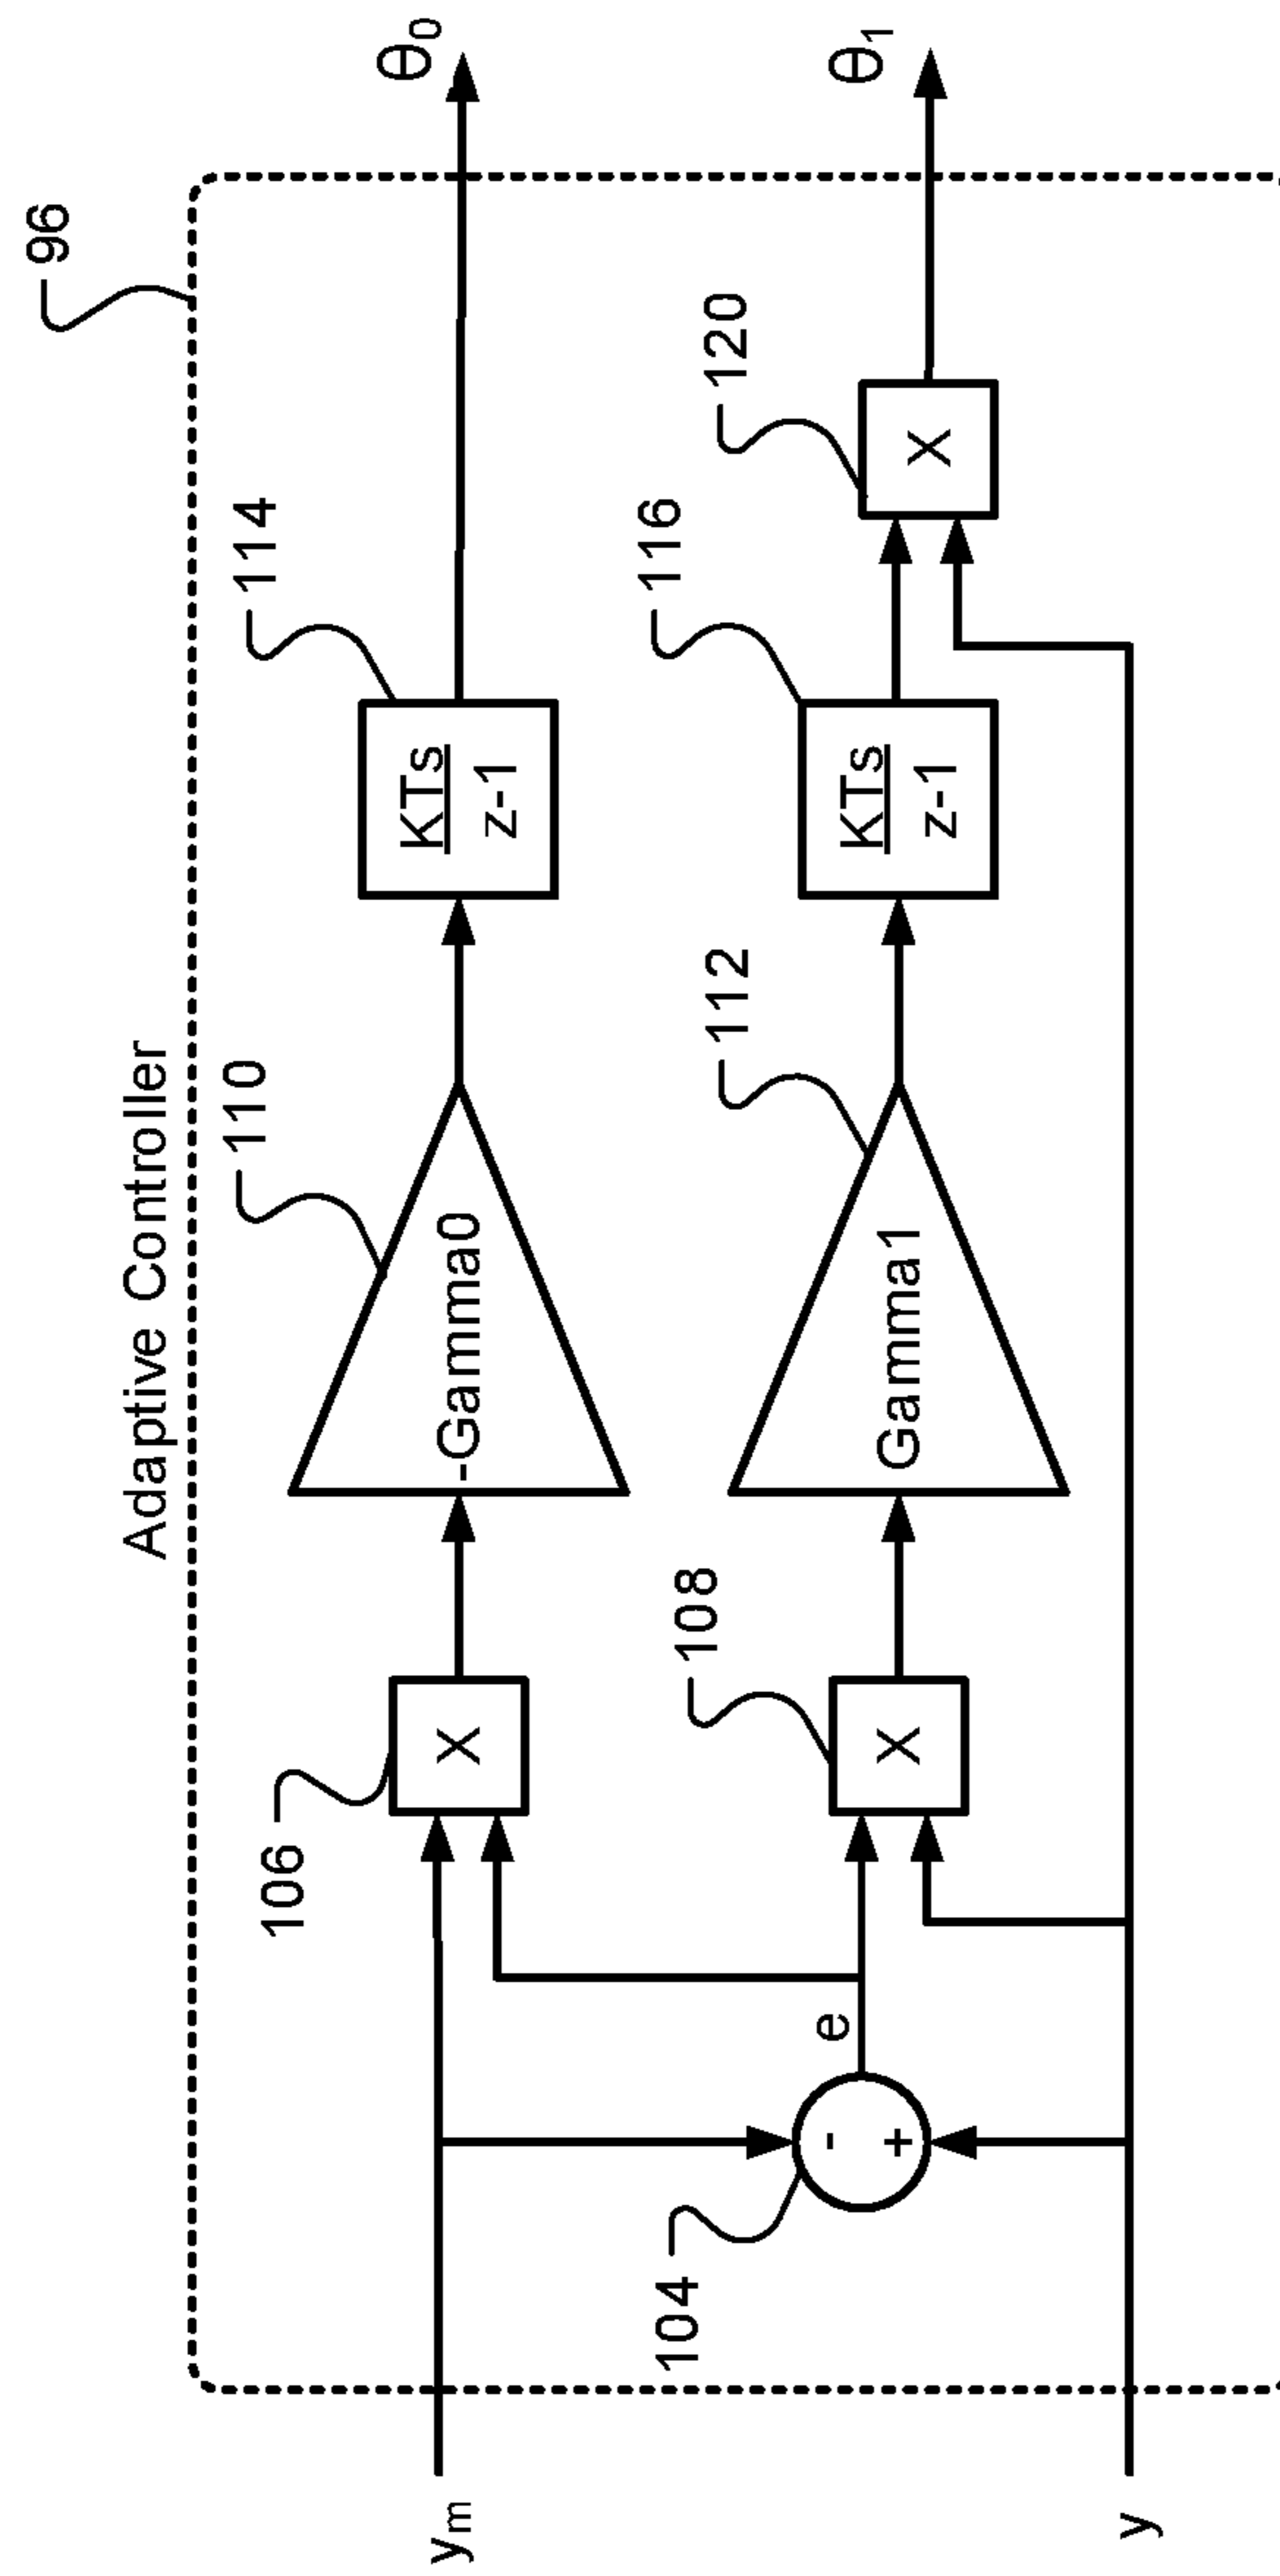 96
Adaptive Controller
106
110
114
θ0
ym
X
-Gamma0
KTs
z-1
104
108
112
116
120
θ1
-
+
e
X
Gamma1
KTs
z-1
X
y